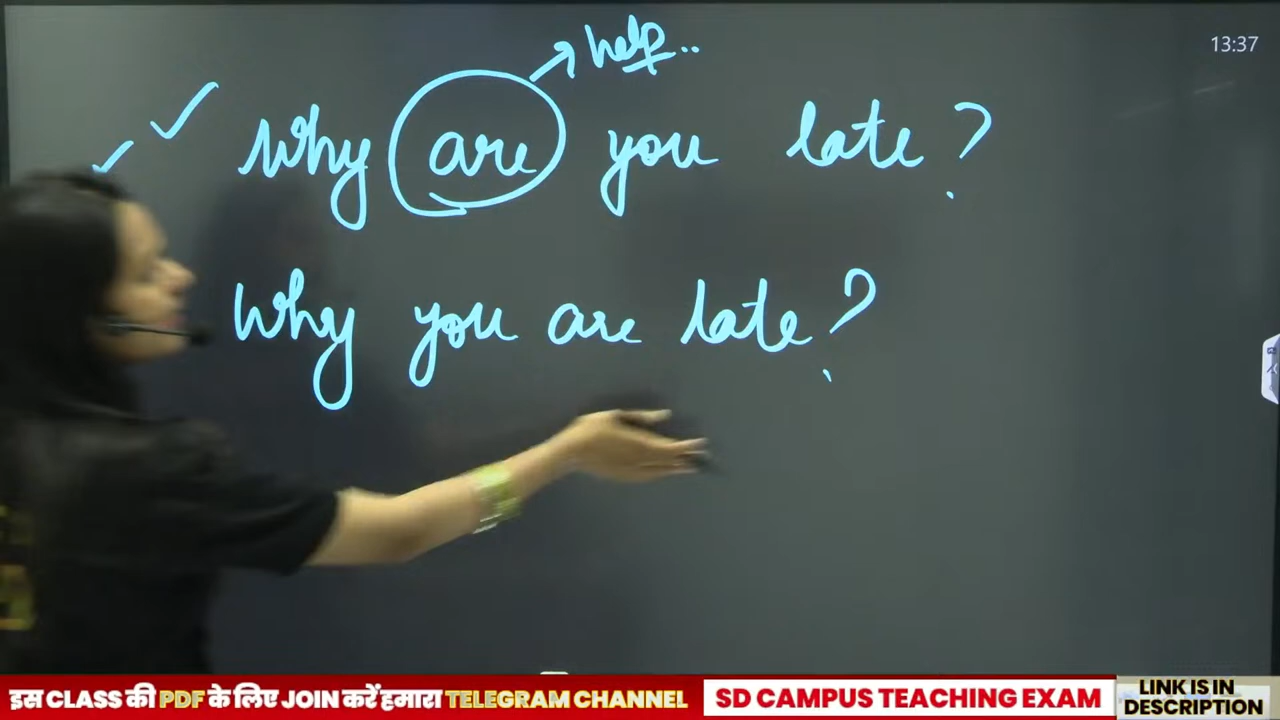 help..
13:37
Why are you late?
Why you are late?
इस CLASS की PDF के लिए JOIN करें हमारा TELEGRAM CHANNEL
SD CAMPUS TEACHING EXAM
LINK IS IN
DESCRIPTION